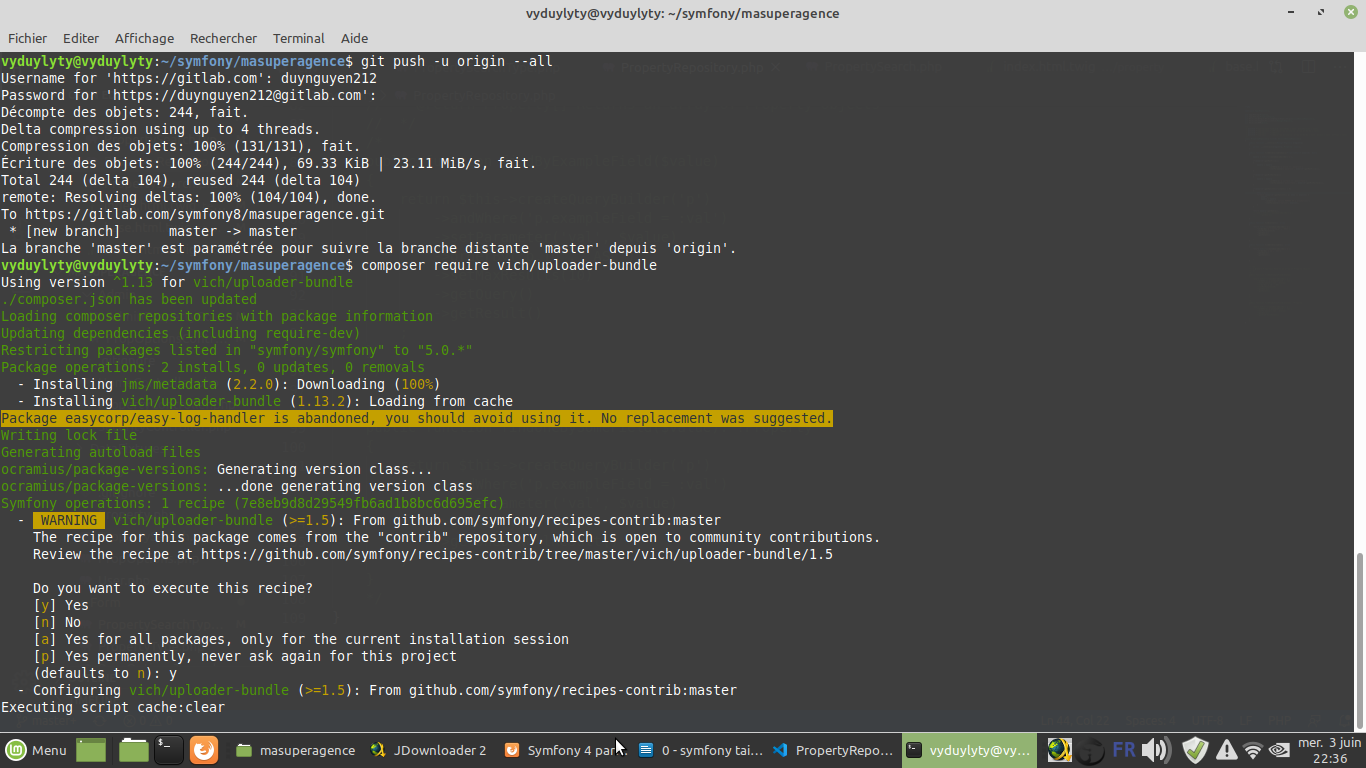 vyduylyty@vyduylyty: ~/symfony/masuperagence
Fichier Editer Affichage Rechercher Terminal Aide
vyduylyty@vyduylyty:~/symfony/masuperagence$ git push -u origin --all
Username for 'https://gitlab.com': duynguyen212
Password for 'https://duynguyen212@gitlab.com':
Décompte des objets: 244, fait.
Delta compression using up to 4 threads.
Compression des objets: 100% (131/131), fait.
Écriture des objets: 100% (244/244), 69.33 KiB | 23.11 MiB/s, fait.
Total 244 (delta 104), reused 244 (delta 104)
remote: Resolving deltas: 100% (104/104), done.
To https://gitlab.com/symfony8/masuperagence.git
 * [new branch]      master -> master
La branche 'master' est paramétrée pour suivre la branche distante 'master' depuis 'origin'.
vyduylyty@vyduylyty:~/symfony/masuperagence$ composer require vich/uploader-bundle
Using version ^1.13 for vich/uploader-bundle
./composer.json has been updated
Loading composer repositories with package information
Updating dependencies (including require-dev)
Restricting packages listed in "symfony/symfony" to "5.0.*"
Package operations: 2 installs, 0 updates, 0 removals
  - Installing jms/metadata (2.2.0): Downloading (100%)
  - Installing vich/uploader-bundle (1.13.2): Loading from cache
Package easycorp/easy-log-handler is abandoned, you should avoid using it. No replacement was suggested.
Writing lock file
Generating autoload files
ocramius/package-versions: Generating version class...
ocramius/package-versions: ...done generating version class
Symfony operations: 1 recipe (7e8eb9d8d29549fb6ad1b8bc6d695efc)
  - WARNING vich/uploader-bundle (>=1.5): From github.com/symfony/recipes-contrib:master
    The recipe for this package comes from the "contrib" repository, which is open to community contributions.
    Review the recipe at https://github.com/symfony/recipes-contrib/tree/master/vich/uploader-bundle/1.5
    Do you want to execute this recipe?
    [y] Yes
    [n] No
    [a] Yes for all packages, only for the current installation session
    [p] Yes permanently, never ask again for this project
    (defaults to n): y
  - Configuring vich/uploader-bundle (>=1.5): From github.com/symfony/recipes-contrib:master
Executing script cache:clear
Menu masuperagence JDownloader 2 Symfony 4 par... 0 - symfony tai... PropertyRepo... vyduylyty@vy... FR mer. 3 juin
22:36